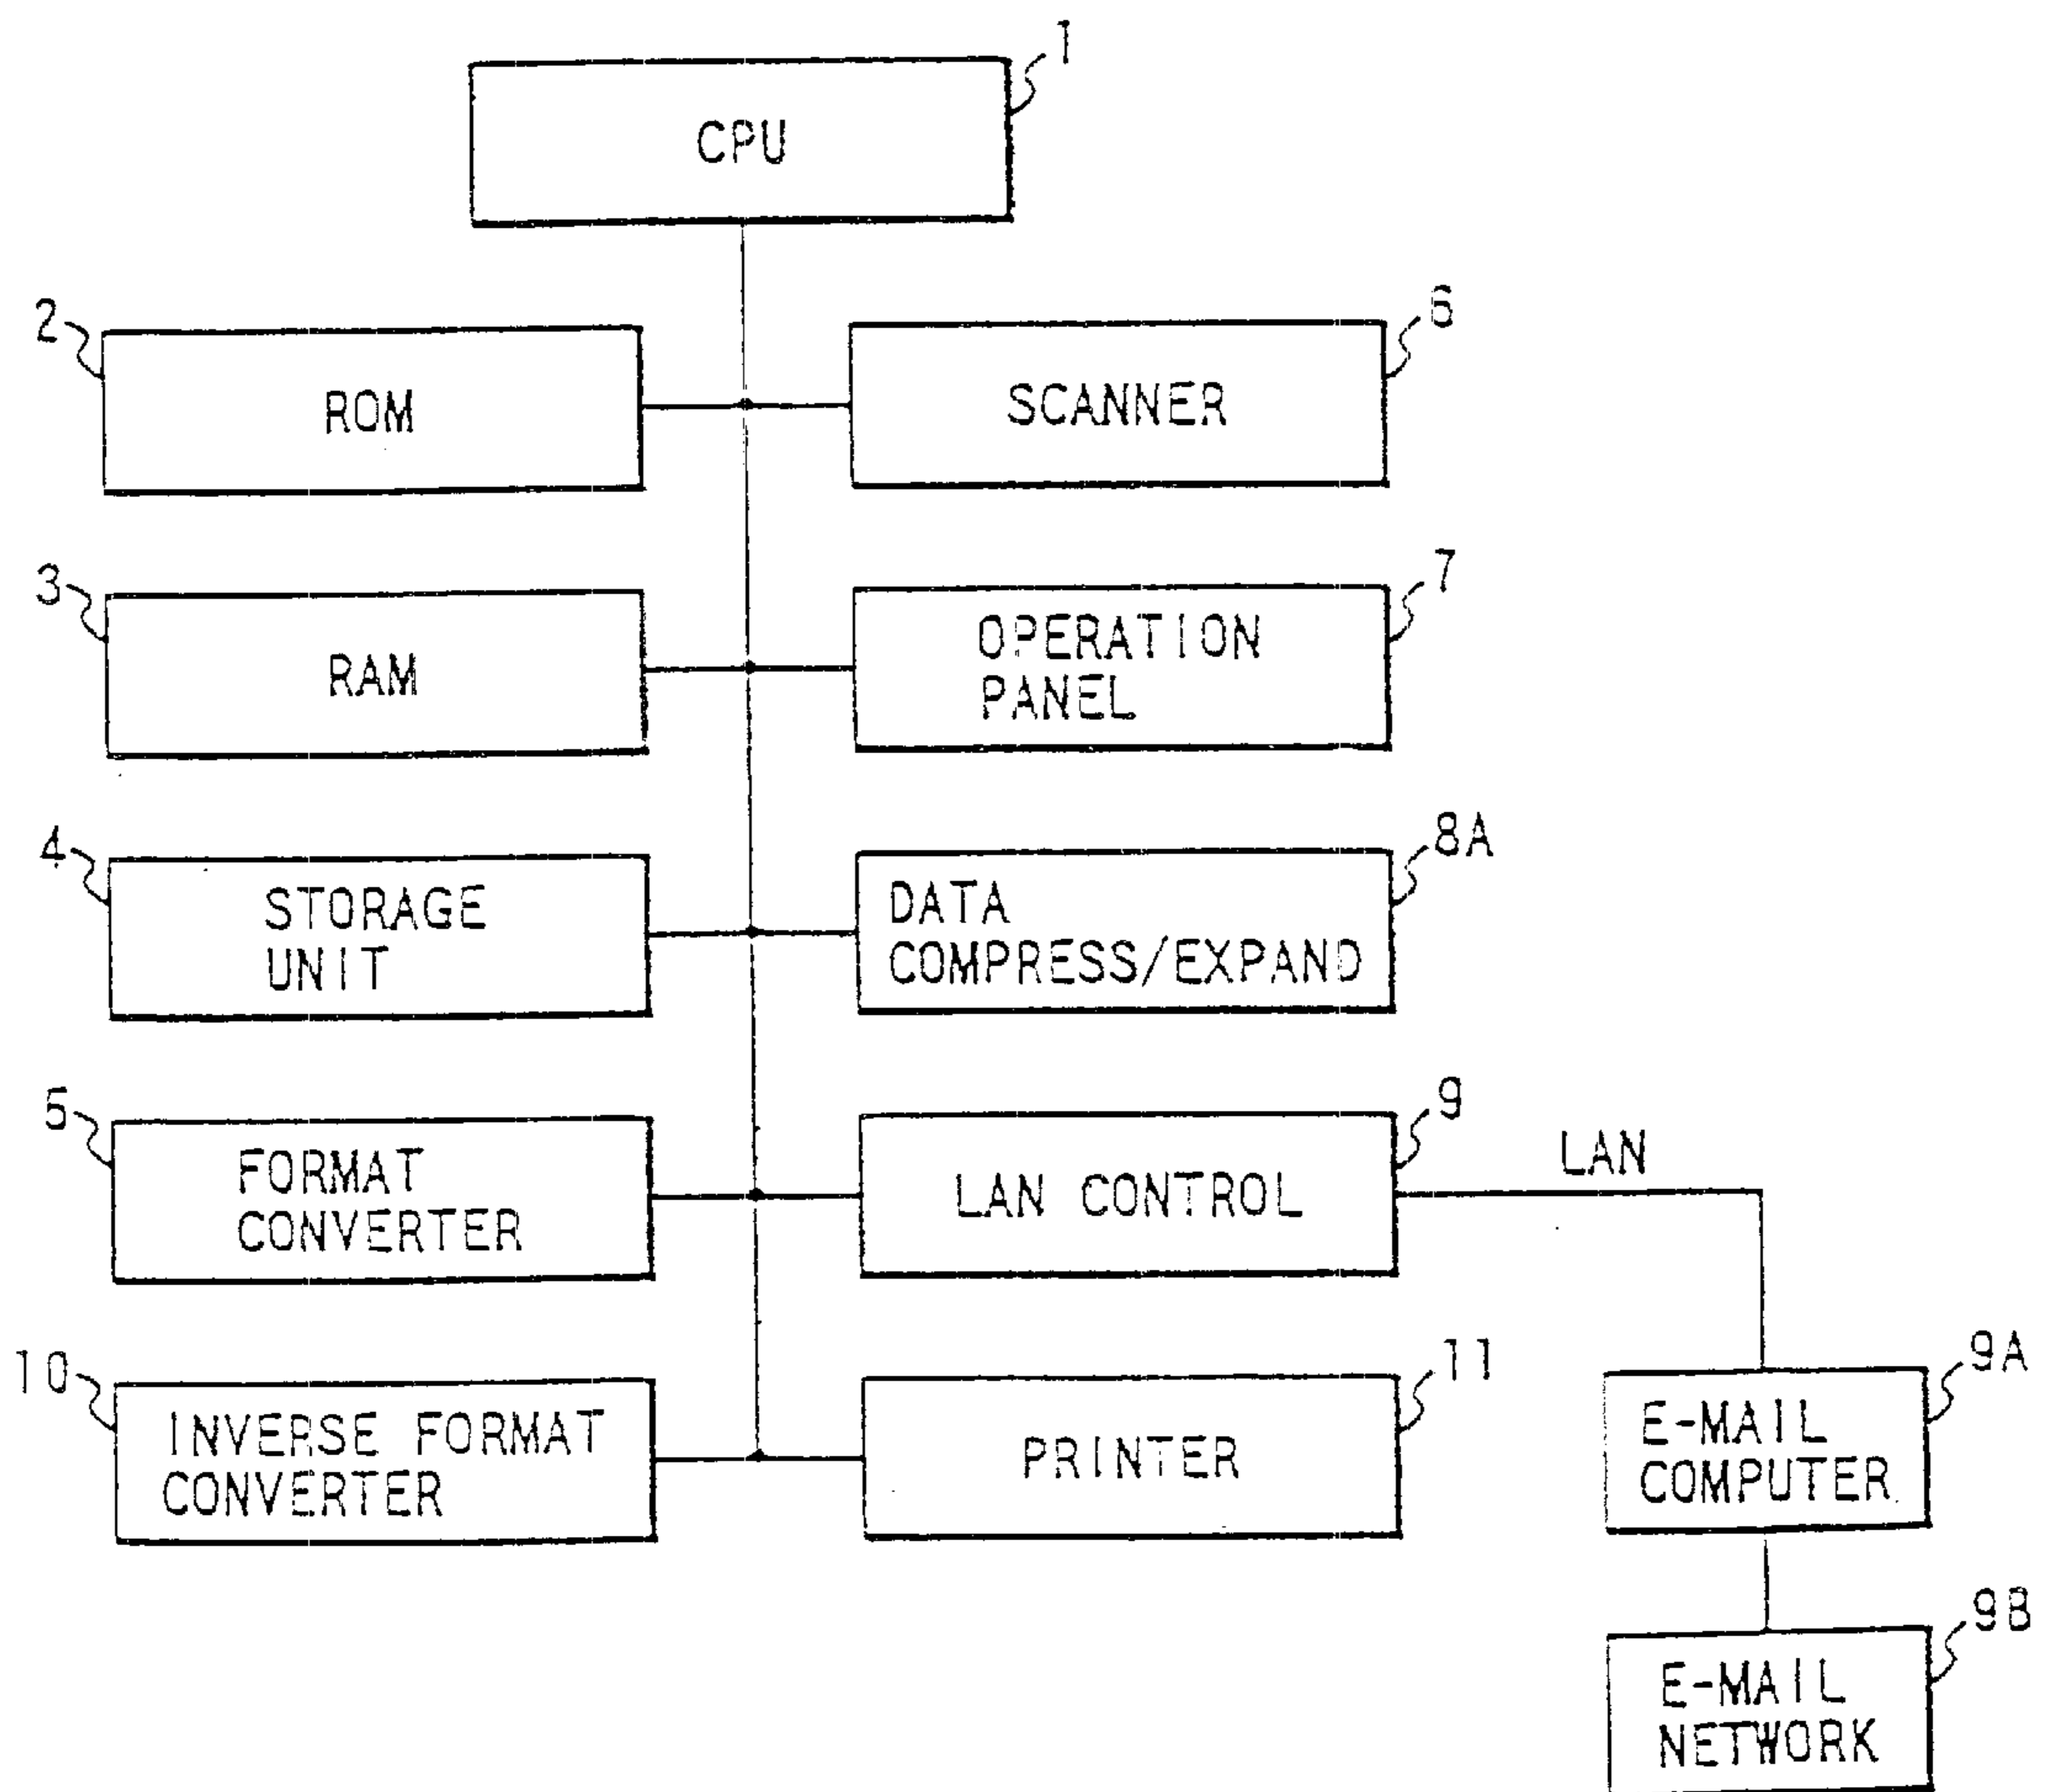 1
CPU
2
ROM
6
SCANNER
3
RAM
7
OPERATION
PANEL
4
STORAGE
UNIT
8A
DATA
COMPRESS/EXPAND
5
FORMAT
CONVERTER
9
LAN CONTROL
LAN
10
INVERSE FORMAT
CONVERTER
11
PRINTER
9A
E-MAIL
COMPUTER
9B
E-MAIL
NETWORK